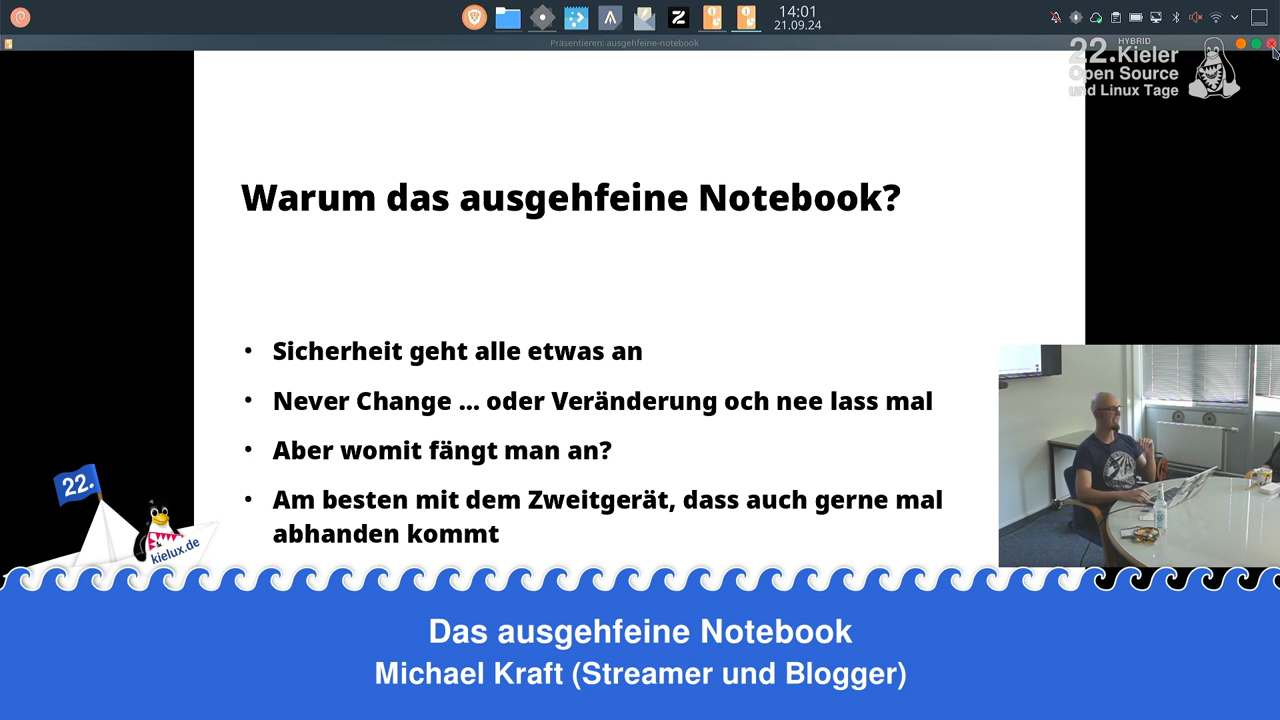 14:01
21.09.24
Präsentieren: ausgehfeine-notebook
HYBRID
22.Kieler
Open Source
und Linux Tage
Warum das ausgehfeine Notebook?
• Sicherheit geht alle etwas an
• Never Change ... oder Veränderung och nee lass mal
• Aber womit fängt man an?
• Am besten mit dem Zweitgerät, dass auch gerne mal
abhanden kommt
22.
kielux.de
Das ausgehfeine Notebook
Michael Kraft (Streamer und Blogger)